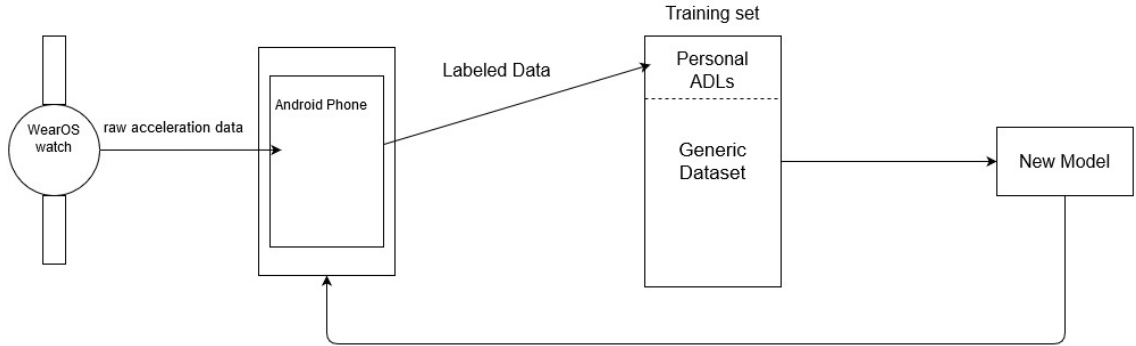 Training set
Personal
ADLs
Labeled Data
Android Phone
WearOS
watch
raw acceleration data
Generic
Dataset
New Model